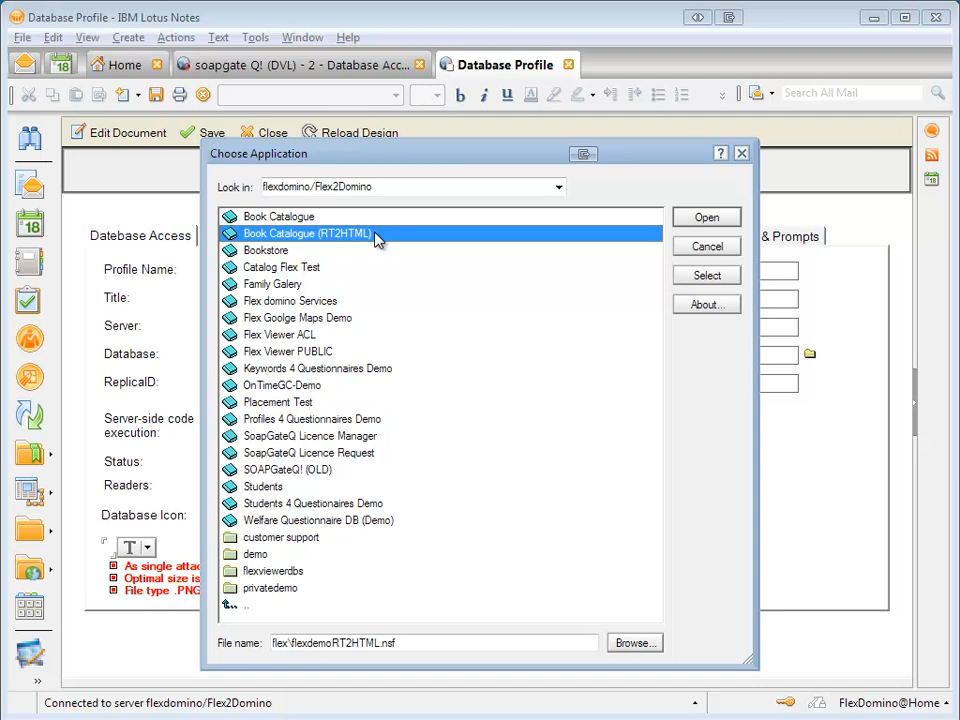 Database Profile - IBM Lotus Notes
File Edit View Create Actions Text Tools Window Help
18 Home soapgate Q! (DVL) - 2 - Database Acc... Database Profile
b i u A Search All Mail
Edit Document Save Close Reload Design
Choose Application
Look in: flexdomino/Flex2Domino
Book Catalogue
Book Catalogue (RT2HTML)
Bookstore
Catalog Flex Test
Family Galery
Flex domino Services
Flex Goolge Maps Demo
Flex Viewer ACL
Flex Viewer PUBLIC
Keywords 4 Questionnaires Demo
OnTimeGC-Demo
Placement Test
Profiles 4 Questionnaires Demo
SoapGateQ Licence Manager
SoapGateQ Licence Request
SOAPGateQ! (OLD)
Students
Students 4 Questionaires Demo
Welfare Questionnaire DB (Demo)
customer support
demo
flexviewerdbs
privatedemo
..
File name: flex\flexdemoRT2HTML.nsf
Open
Cancel
Select
About...
Browse...
Datebase Access
& Prompts
Profile Name:
Title:
Server:
Database:
ReplicaID:
Server-side code
execution:
Status:
Readers:
Database Icon:
T
As single attac
Optimal size is
File type .PNG
18
»
Connected to server flexdomino/Flex2Domino
FlexDomino@Home